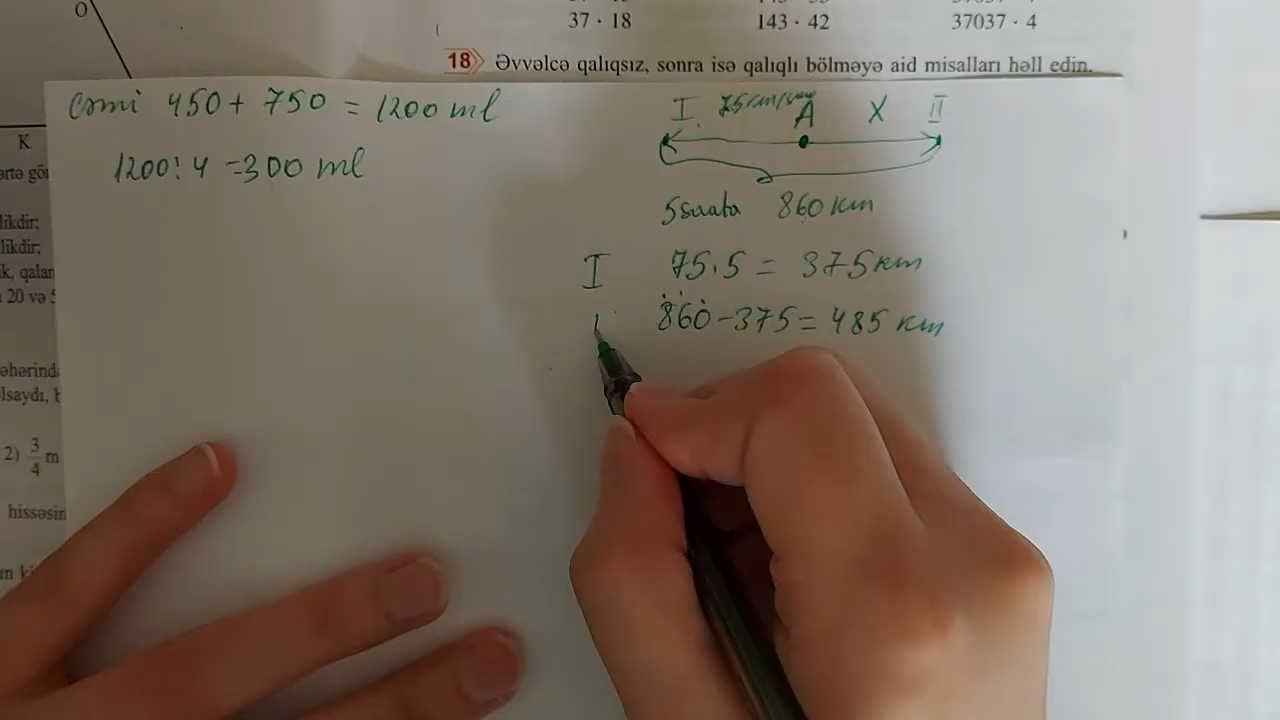 O
37 · 18 143 · 42 37037 · 4
18 Əvvəlcə qalıqsız, sonra isə qalıqlı bölməyə aid misalları həll edin.
K
likdir;
likdir;
k, qalan
20 və
2) 3/4 m
hissəsin
Cəmi 450 + 750 = 1200 ml
1200 : 4 = 300 ml
I A X II
5 saata 860 km
I 75 · 5 = 375 km
860 - 375 = 485 km